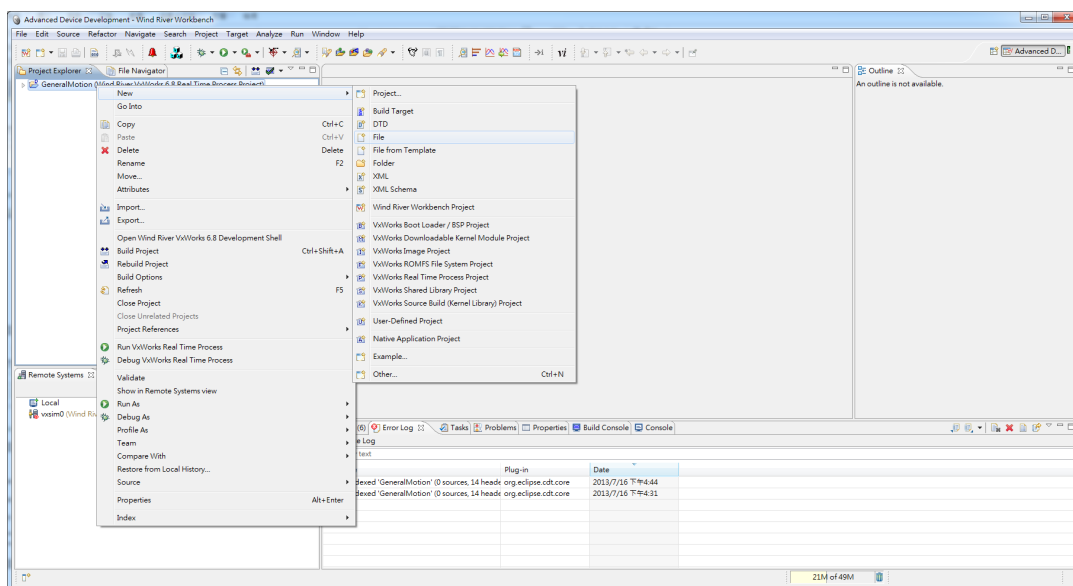 Advanced Device Development - Wind River Workbench
File Edit Source Refactor Navigate Search Project Target Analyze Run Window Help
Advanced D...
Project Explorer
File Navigator
GeneralMotion (Wind River VxWorks 6.8 Real Time Process Project)
New
Go Into
Copy Ctrl+C
Paste Ctrl+V
Delete Delete
Rename F2
Move...
Attributes
Import...
Export...
Open Wind River VxWorks 6.8 Development Shell
Build Project Ctrl+Shift+A
Rebuild Project
Build Options
Refresh F5
Close Project
Close Unrelated Projects
Project References
Run VxWorks Real Time Process
Debug VxWorks Real Time Process
Validate
Show in Remote Systems view
Run As
Debug As
Profile As
Team
Compare With
Restore from Local History...
Source
Properties Alt+Enter
Index
Project...
Build Target
DTD
File
File from Template
Folder
XML
XML Schema
Wind River Workbench Project
VxWorks Boot Loader / BSP Project
VxWorks Downloadable Kernel Module Project
VxWorks Image Project
VxWorks ROMFS File System Project
VxWorks Real Time Process Project
VxWorks Shared Library Project
VxWorks Source Build (Kernel Library) Project
User-Defined Project
Native Application Project
Example...
Other... Ctrl+N
Outline
An outline is not available.
Remote Systems
Local
vxsim0 (Wind Riv
(6) Error Log Tasks Problems Properties Build Console Console
e Log
text
Plug-in Date
dexed 'GeneralMotion' (0 sources, 14 heade org.eclipse.cdt.core 2013/7/16 下午4:44
dexed 'GeneralMotion' (0 sources, 14 heade org.eclipse.cdt.core 2013/7/16 下午4:31
21M of 49M